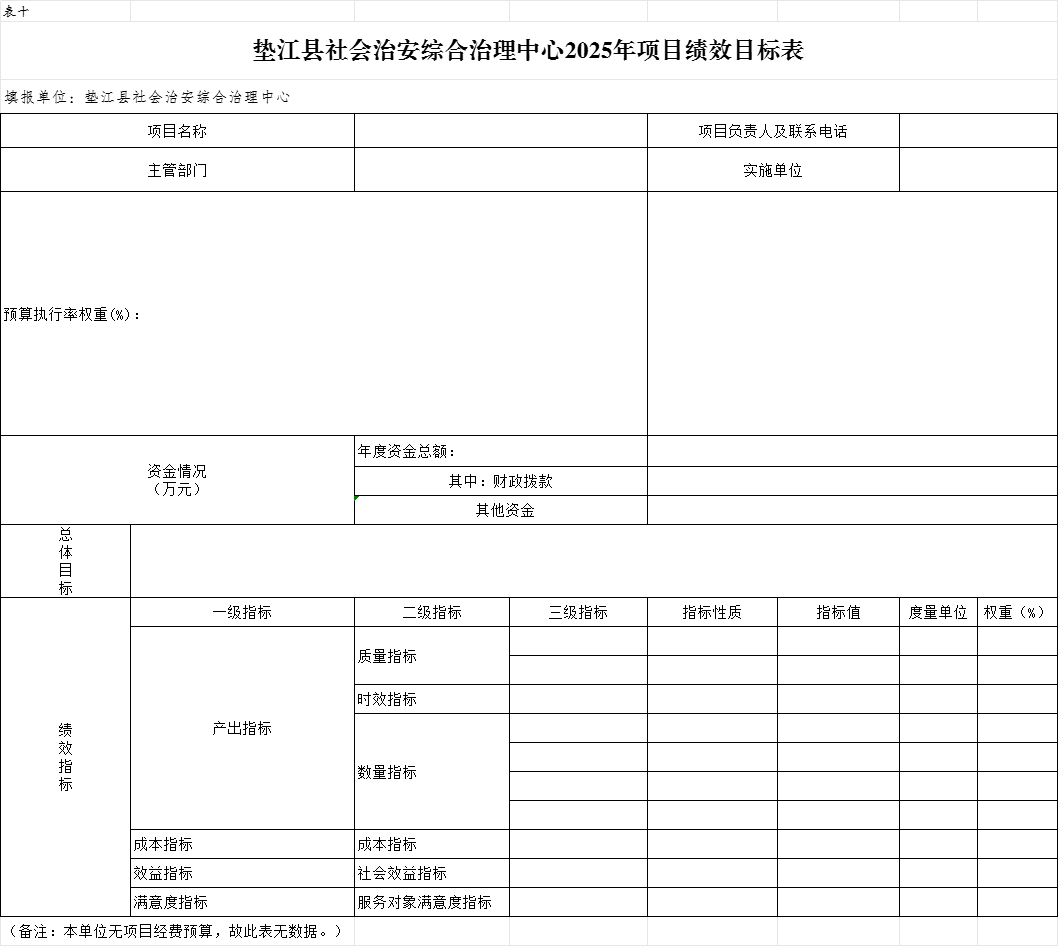 表十
垫江县社会治安综合治理中心2025年项目绩效目标表
填报单位：垫江县社会治安综合治理中心
项目名称 项目负责人及联系电话
主管部门 实施单位
预算执行率权重(%)：
资金情况
（万元）
年度资金总额：
其中：财政拨款
其他资金
总
体
目
标
绩
效
指
标
一级指标 二级指标 三级指标 指标性质 指标值 度量单位 权重（%）
产出指标
质量指标
时效指标
数量指标
成本指标 成本指标
效益指标 社会效益指标
满意度指标 服务对象满意度指标
（备注：本单位无项目经费预算，故此表无数据。）